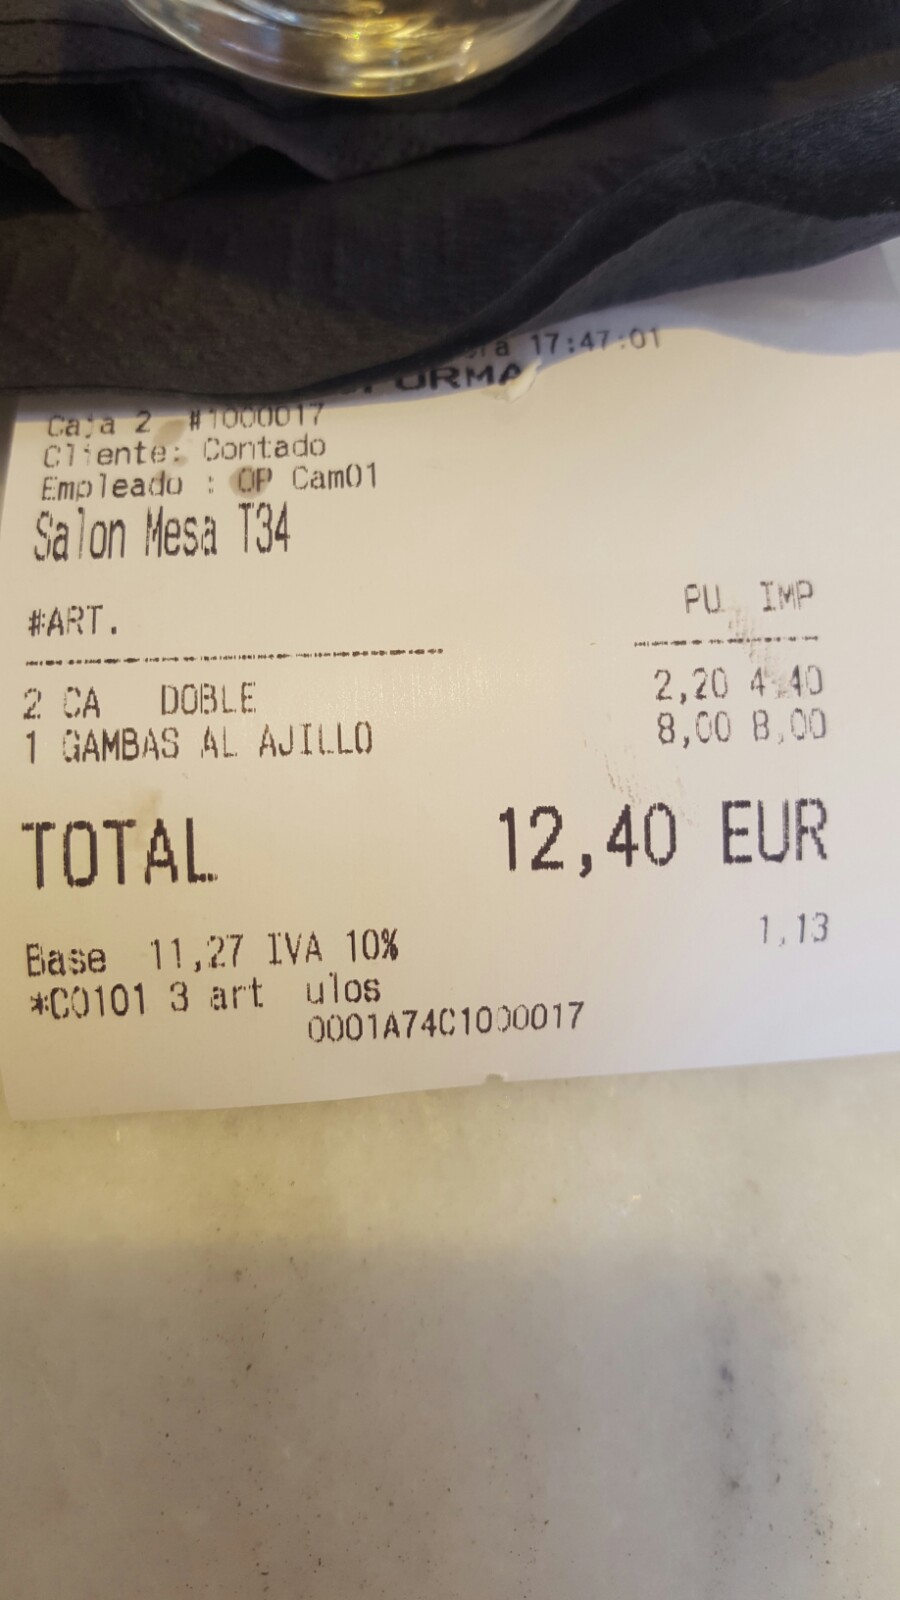 17:47:01
Caja 2 #1000017
Cliente: Contado
Empleado : OP Cam01
Salon Mesa T34
#ART. PU IMP
2 CA DOBLE 2,20 4,40
1 GAMBAS AL AJILLO 8,00 8,00
TOTAL 12,40 EUR
Base 11,27 IVA 10% 1,13
*C0101 3 art ulos
0001A74C1000017